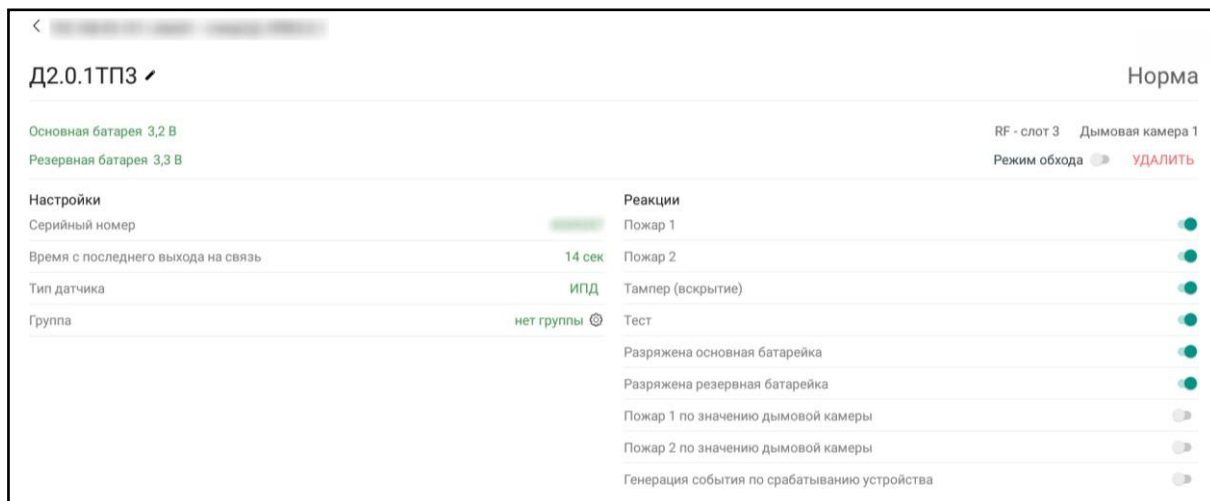 Д2.0.1ТП3
Норма
Основная батарея 3,2 В
RF - слот 3 Дымовая камера 1
Резервная батарея 3,3 В
Режим обхода УДАЛИТЬ
Настройки
Серийный номер
Время с последнего выхода на связь 14 сек
Тип датчика ИПД
Группа нет группы
Реакции
Пожар 1
Пожар 2
Тампер (вскрытие)
Тест
Разряжена основная батарейка
Разряжена резервная батарейка
Пожар 1 по значению дымовой камеры
Пожар 2 по значению дымовой камеры
Генерация события по срабатыванию устройства